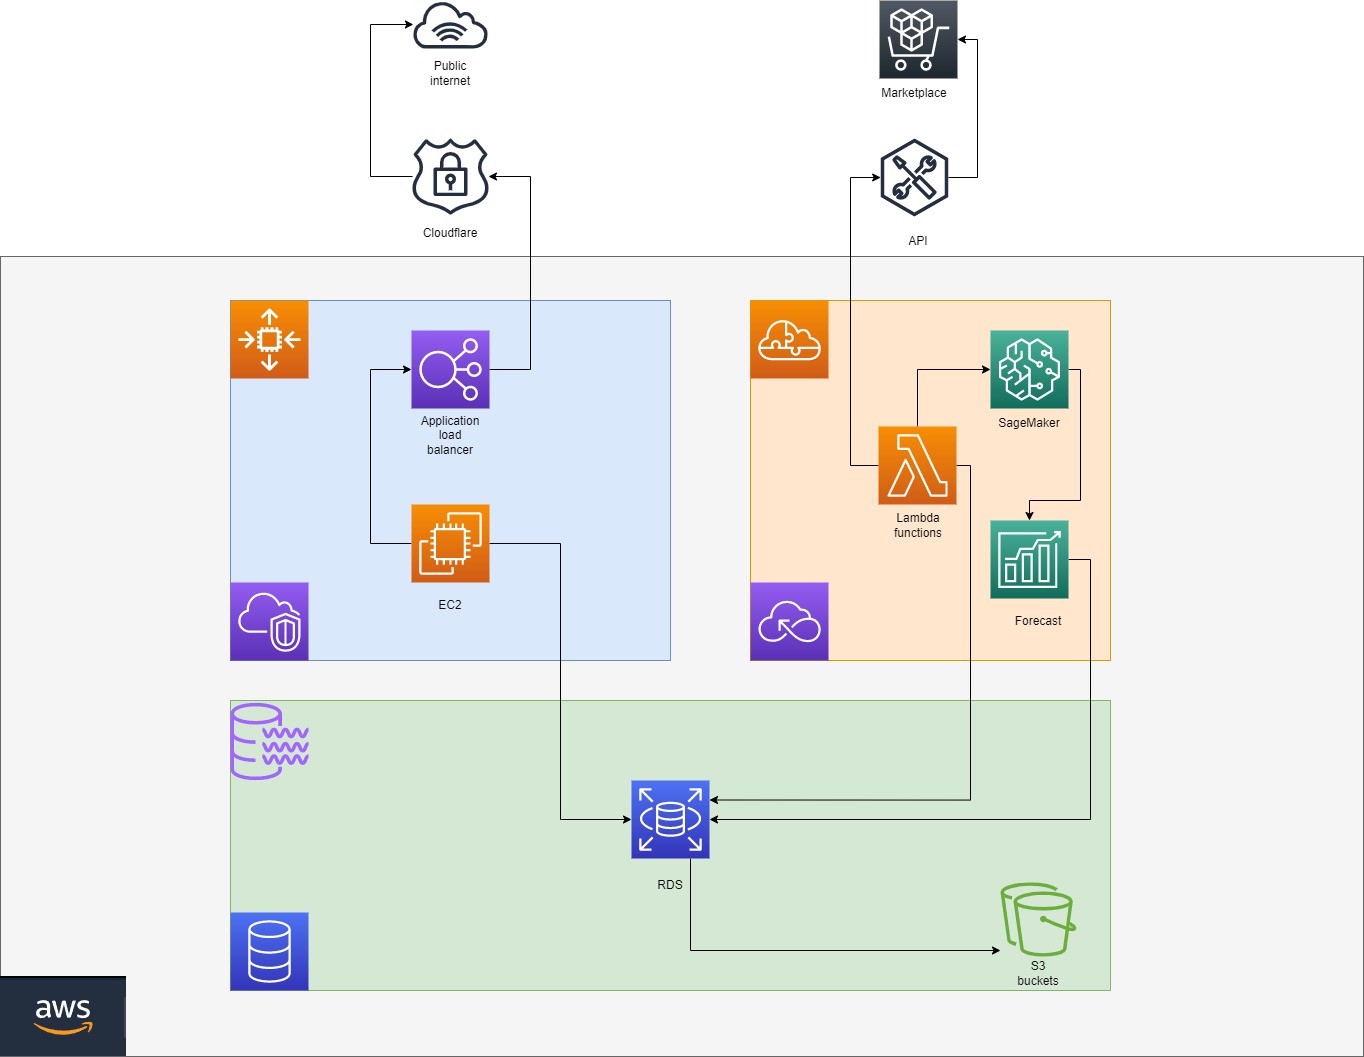 Public
internet
Marketplace
Cloudflare
API
Application
load
balancer
SageMaker
Lambda
functions
EC2
Forecast
RDS
S3
buckets
aws